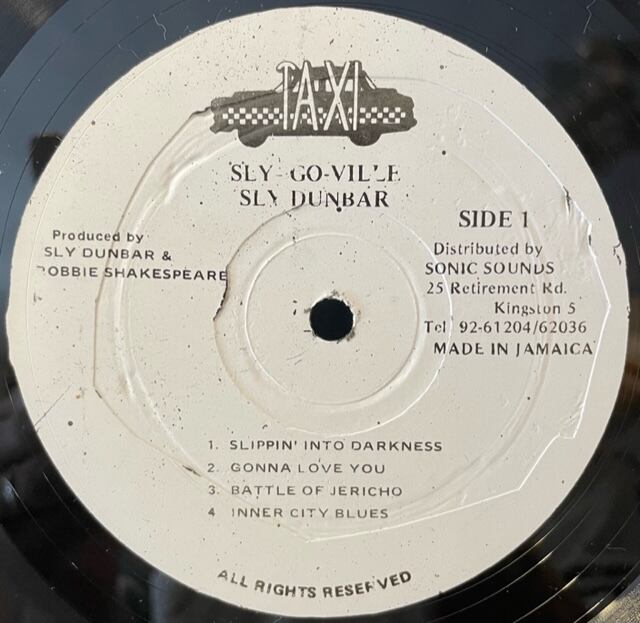 TAXI
SLY-GO-VILLE
SLY DUNBAR
SIDE 1
Produced by
SLY DUNBAR &
ROBBIE SHAKESPEARE
Distributed by
SONIC SOUNDS
25 Retirement Rd.
Kingston 5
Tel 92-61204/62036
MADE IN JAMAICA
1. SLIPPIN' INTO DARKNESS
2. GONNA LOVE YOU
3. BATTLE OF JERICHO
4 INNER CITY BLUES
ALL RIGHTS RESERVED